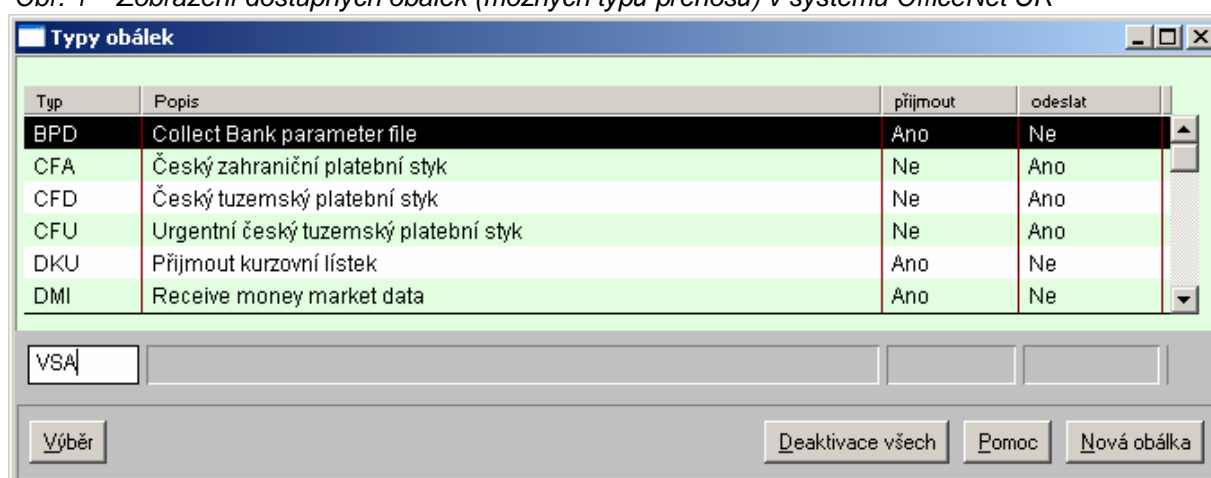 Obr. 1 – Zobrazení dostupných obálek (možných typů přenosů) v systému OfficeNet ČR
Typy obálek
Typ Popis přijmout odeslat
BPD Collect Bank parameter file Ano Ne
CFA Český zahraniční platební styk Ne Ano
CFD Český tuzemský platební styk Ne Ano
CFU Urgentní český tuzemský platební styk Ne Ano
DKU Přijmout kurzovní lístek Ano Ne
DMI Receive money market data Ano Ne
VSA
Výběr Deaktivace všech Pomoc Nová obálka